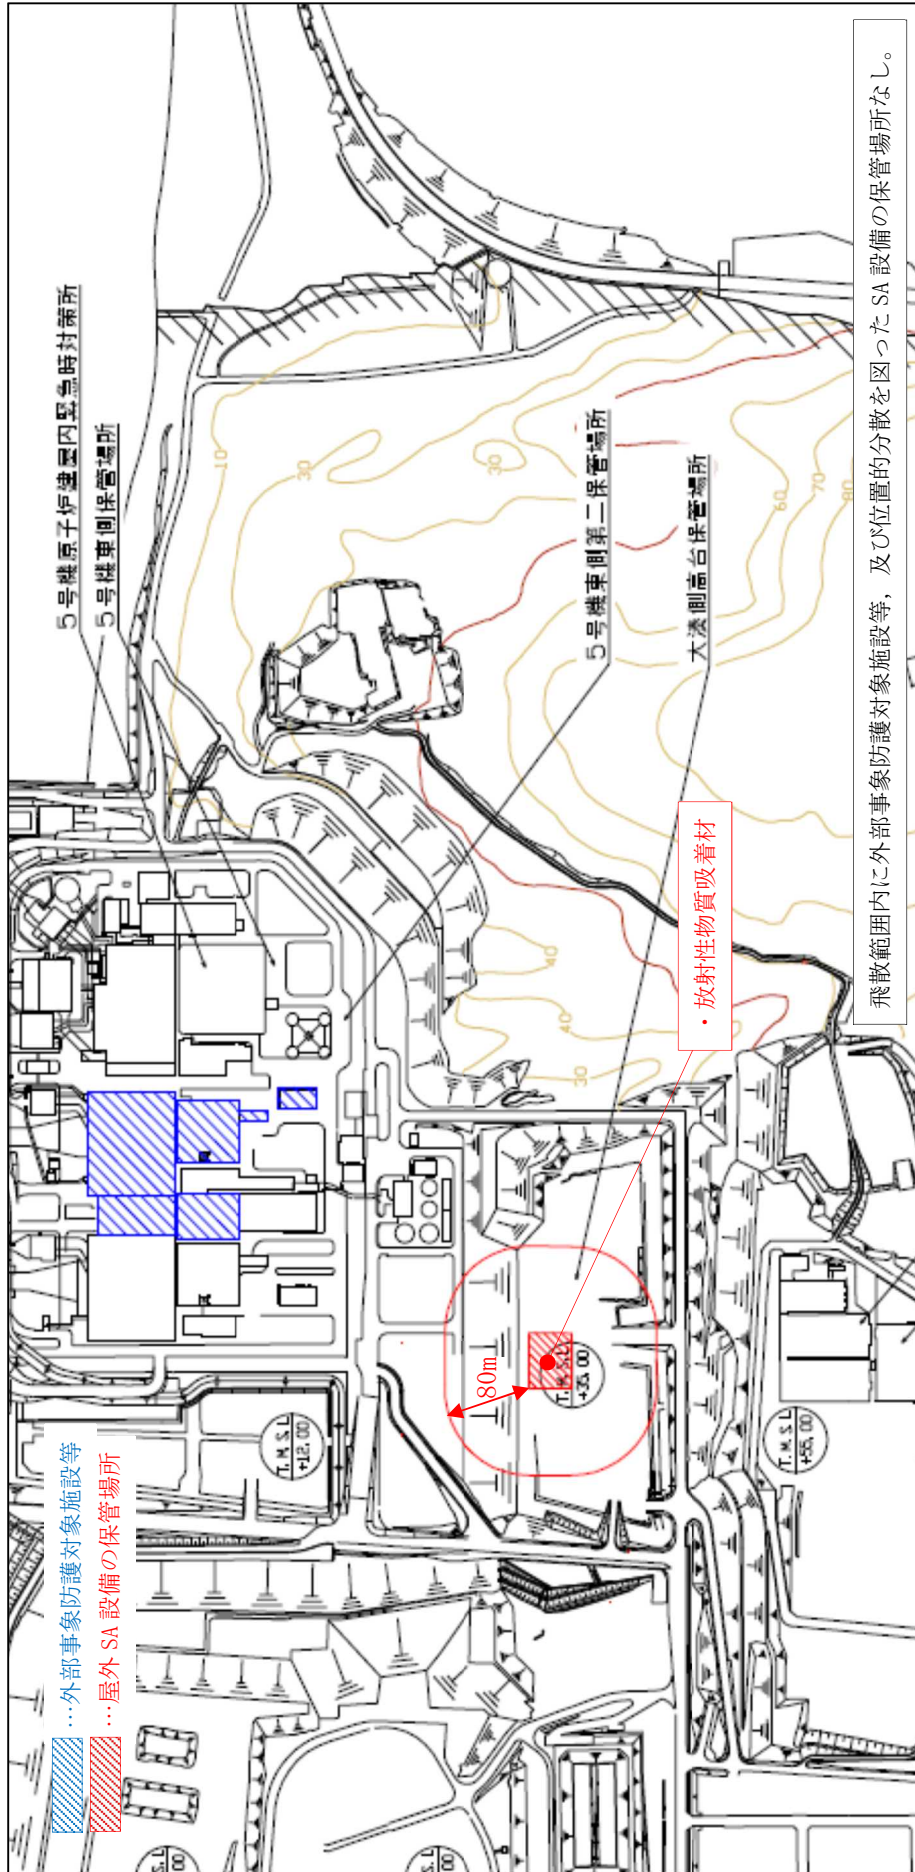 …外部事象防護対象施設等
…屋外 SA 設備の保管場所
5号機原子炉建屋内緊急時対策所
5号機東側保管場所
5号機東側第二保管場所
大湊側高台保管場所
・放射性物質吸着材
80m
T.M.S.L
+12.00
T.M.S.L
+35.00
T.M.S.L
+55.00
10
30
30
40
40
30
60
70
80
飛散範囲内に外部事象防護対象施設等，及び位置的分散を図った SA 設備の保管場所なし。